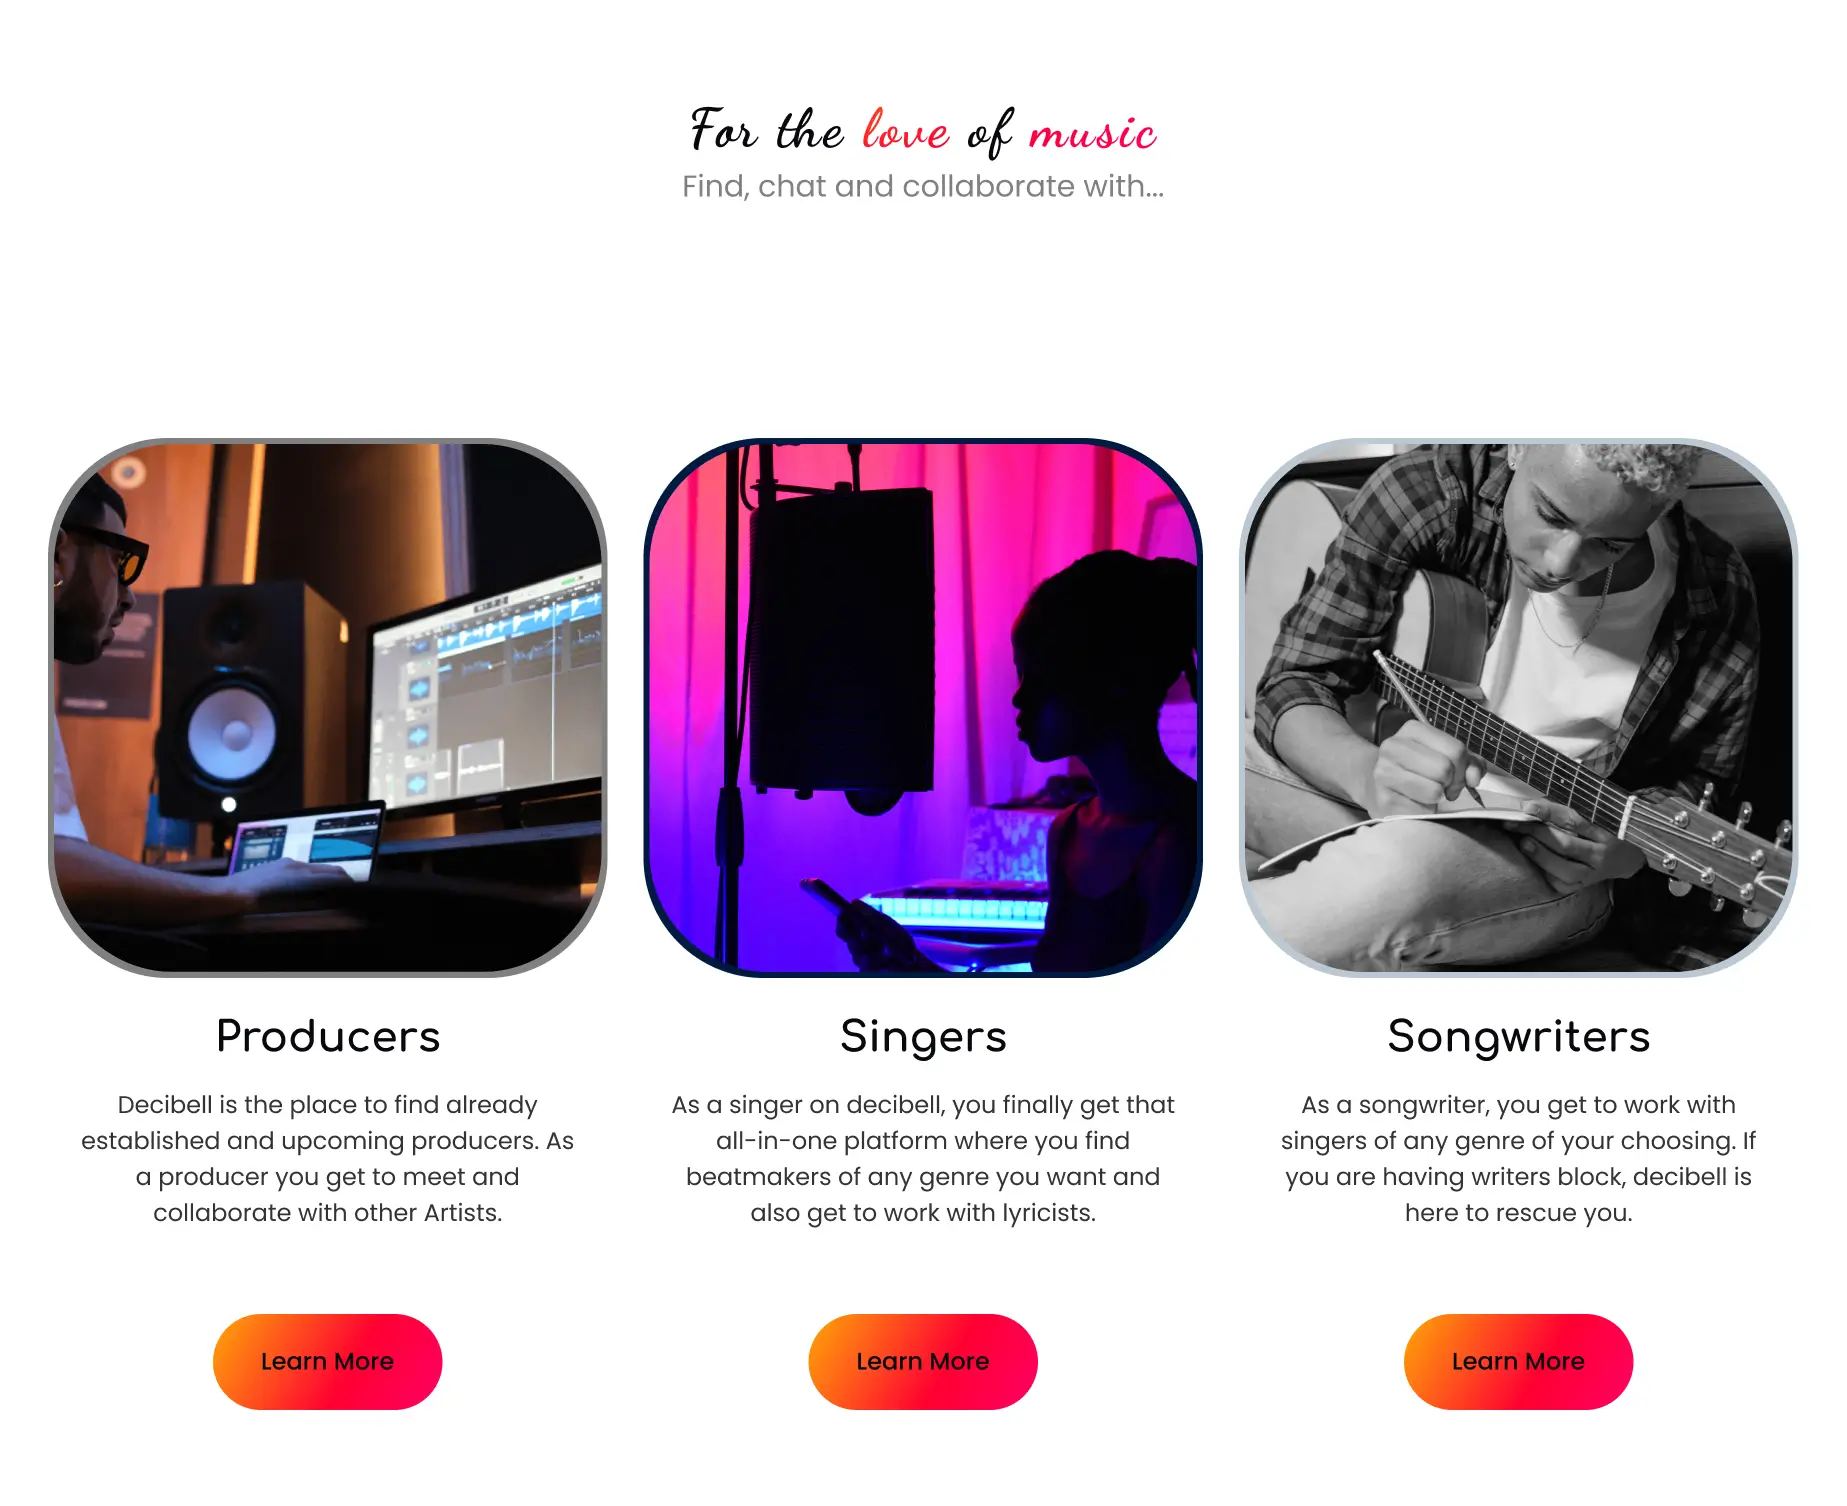 For the love of music
Find, chat and collaborate with...
Producers
Decibell is the place to find already
established and upcoming producers. As
a producer you get to meet and
collaborate with other Artists.
Learn More
Singers
As a singer on decibell, you finally get that
all-in-one platform where you find
beatmakers of any genre you want and
also get to work with lyricists.
Learn More
Songwriters
As a songwriter, you get to work with
singers of any genre of your choosing. If
you are having writers block, decibell is
here to rescue you.
Learn More